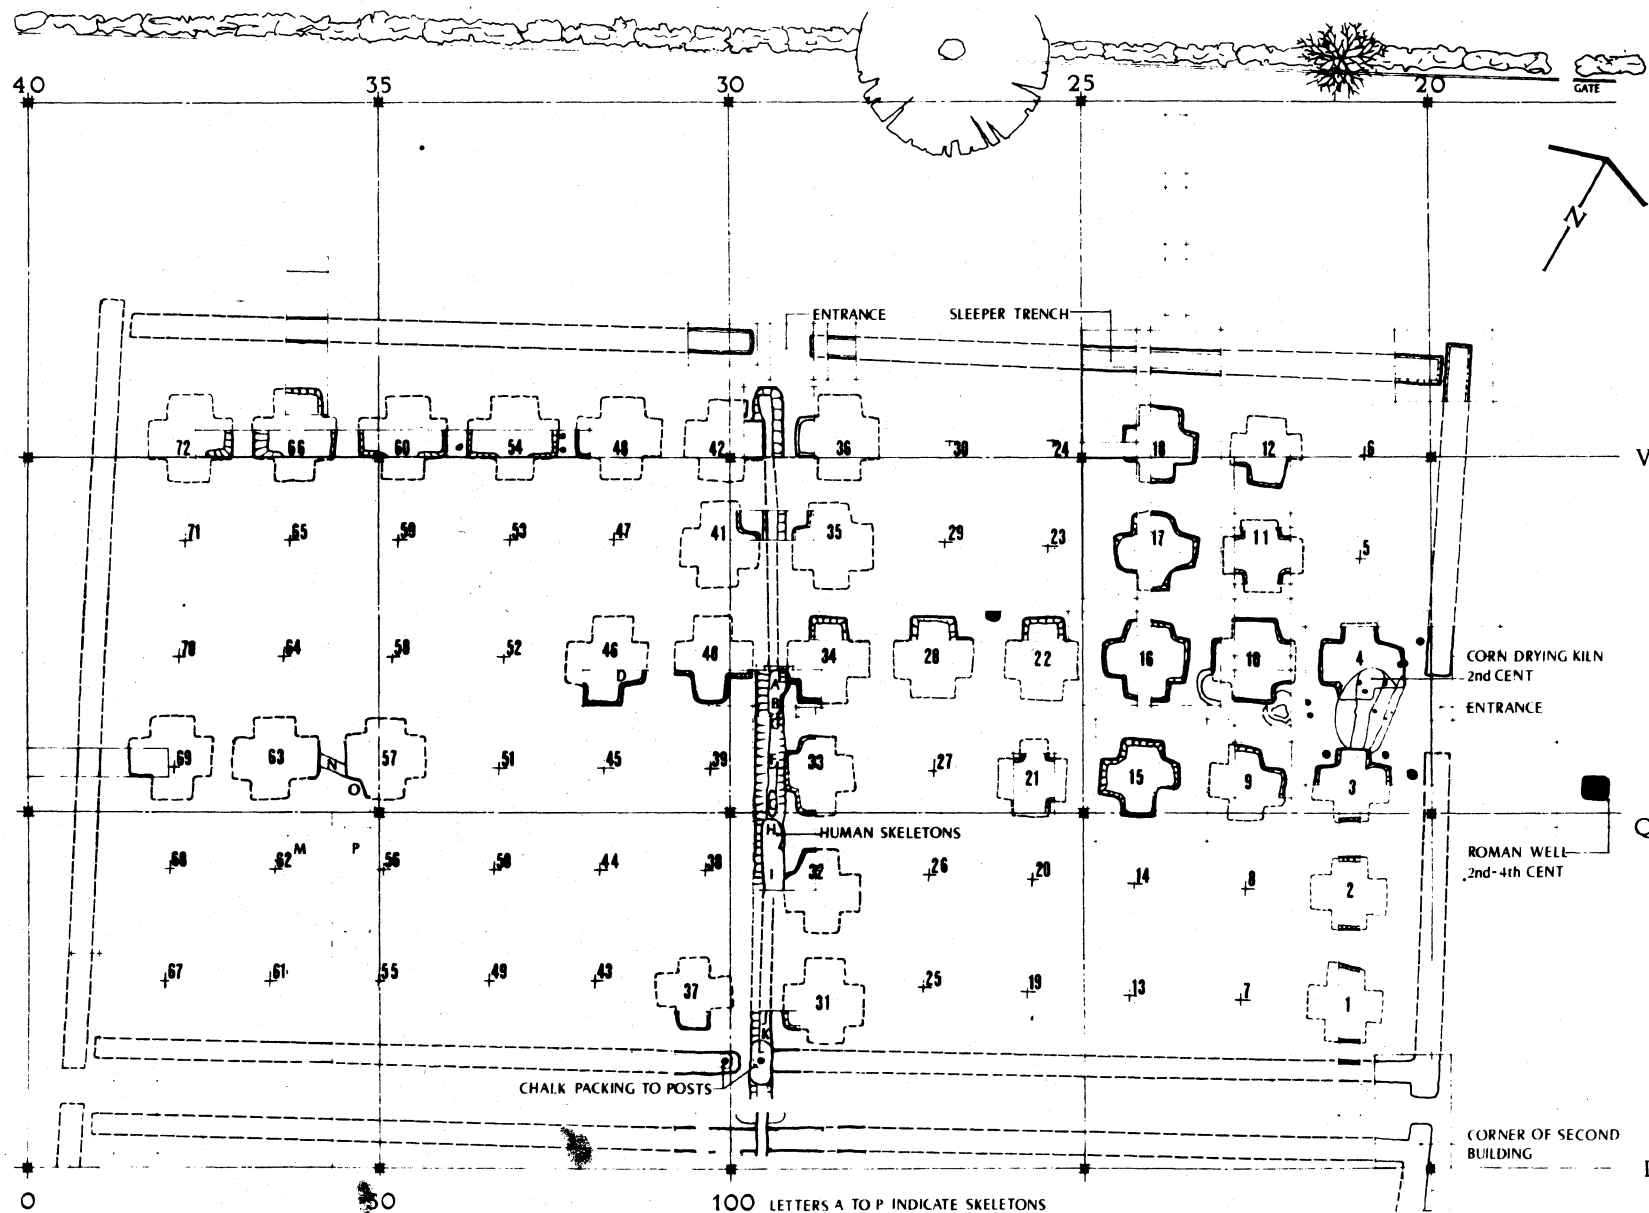 40 35 30 25 20
GATE
N
ENTRANCE SLEEPER TRENCH
72 66 60 54 48 42 36 30 24 18 12 6 V
71 65 59 53 47 41 35 29 23 17 11 5
70 64 58 52 46 40 34 28 22 16 10 4
CORN DRYING KILN
2nd CENT
D A
B
ENTRANCE
69 63 N 57 51 45 39 33 27 21 15 9 3
O
HUMAN SKELETONS
H
Q
M P
68 62 56 50 44 38 I 32 26 20 14 8 2
ROMAN WELL
2nd-4th CENT
67 61 55 49 43 37 31 25 19 13 7 1
J
K
CHALK PACKING TO POSTS
CORNER OF SECOND
BUILDING
0 50 100 LETTERS A TO P INDICATE SKELETONS